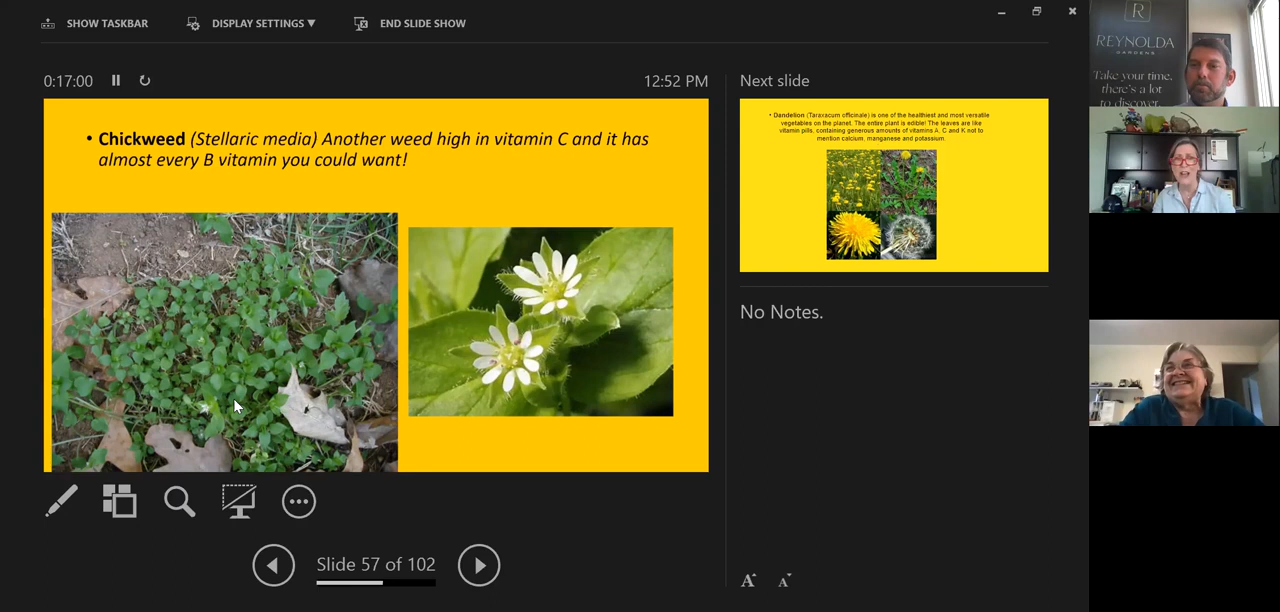 SHOW TASKBAR
DISPLAY SETTINGS ▼
END SLIDE SHOW
0:17:00
12:52 PM
• Chickweed (Stellaric media) Another weed high in vitamin C and it has
almost every B vitamin you could want!
Slide 57 of 102
Next slide
• Dandelion (Taraxacum officinale) is one of the healthiest and most versatile
vegetables on the planet. The entire plant is edible! The leaves are like
vitamin pills, containing generous amounts of vitamins A, C and K not to
mention calcium, manganese and potassium.
No Notes.
A A
R
REYNOLDA
GARDENS
Take your time,
there's a lot
to discover.